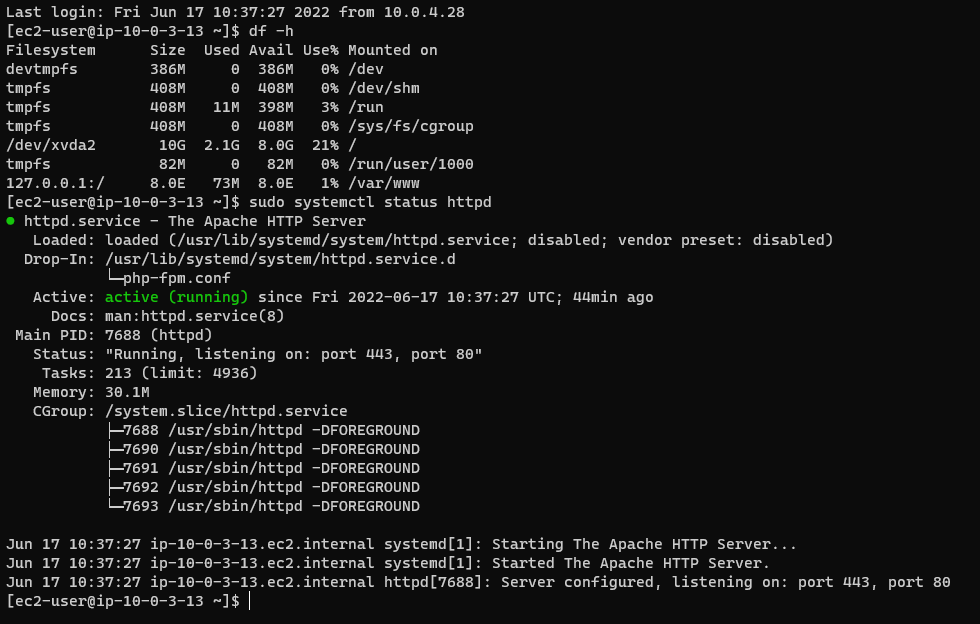 Last login: Fri Jun 17 10:37:27 2022 from 10.0.4.28
[ec2-user@ip-10-0-3-13 ~]$ df -h
Filesystem      Size  Used Avail Use% Mounted on
devtmpfs        386M     0  386M   0% /dev
tmpfs           408M     0  408M   0% /dev/shm
tmpfs           408M   11M  398M   3% /run
tmpfs           408M     0  408M   0% /sys/fs/cgroup
/dev/xvda2       10G  2.1G  8.0G  21% /
tmpfs            82M     0   82M   0% /run/user/1000
127.0.0.1:/     8.0E   73M  8.0E   1% /var/www
[ec2-user@ip-10-0-3-13 ~]$ sudo systemctl status httpd
● httpd.service - The Apache HTTP Server
   Loaded: loaded (/usr/lib/systemd/system/httpd.service; disabled; vendor preset: disabled)
  Drop-In: /usr/lib/systemd/system/httpd.service.d
           └─php-fpm.conf
   Active: active (running) since Fri 2022-06-17 10:37:27 UTC; 44min ago
     Docs: man:httpd.service(8)
 Main PID: 7688 (httpd)
   Status: "Running, listening on: port 443, port 80"
    Tasks: 213 (limit: 4936)
   Memory: 30.1M
   CGroup: /system.slice/httpd.service
           ├─7688 /usr/sbin/httpd -DFOREGROUND
           ├─7690 /usr/sbin/httpd -DFOREGROUND
           ├─7691 /usr/sbin/httpd -DFOREGROUND
           ├─7692 /usr/sbin/httpd -DFOREGROUND
           └─7693 /usr/sbin/httpd -DFOREGROUND

Jun 17 10:37:27 ip-10-0-3-13.ec2.internal systemd[1]: Starting The Apache HTTP Server...
Jun 17 10:37:27 ip-10-0-3-13.ec2.internal systemd[1]: Started The Apache HTTP Server.
Jun 17 10:37:27 ip-10-0-3-13.ec2.internal httpd[7688]: Server configured, listening on: port 443, port 80
[ec2-user@ip-10-0-3-13 ~]$